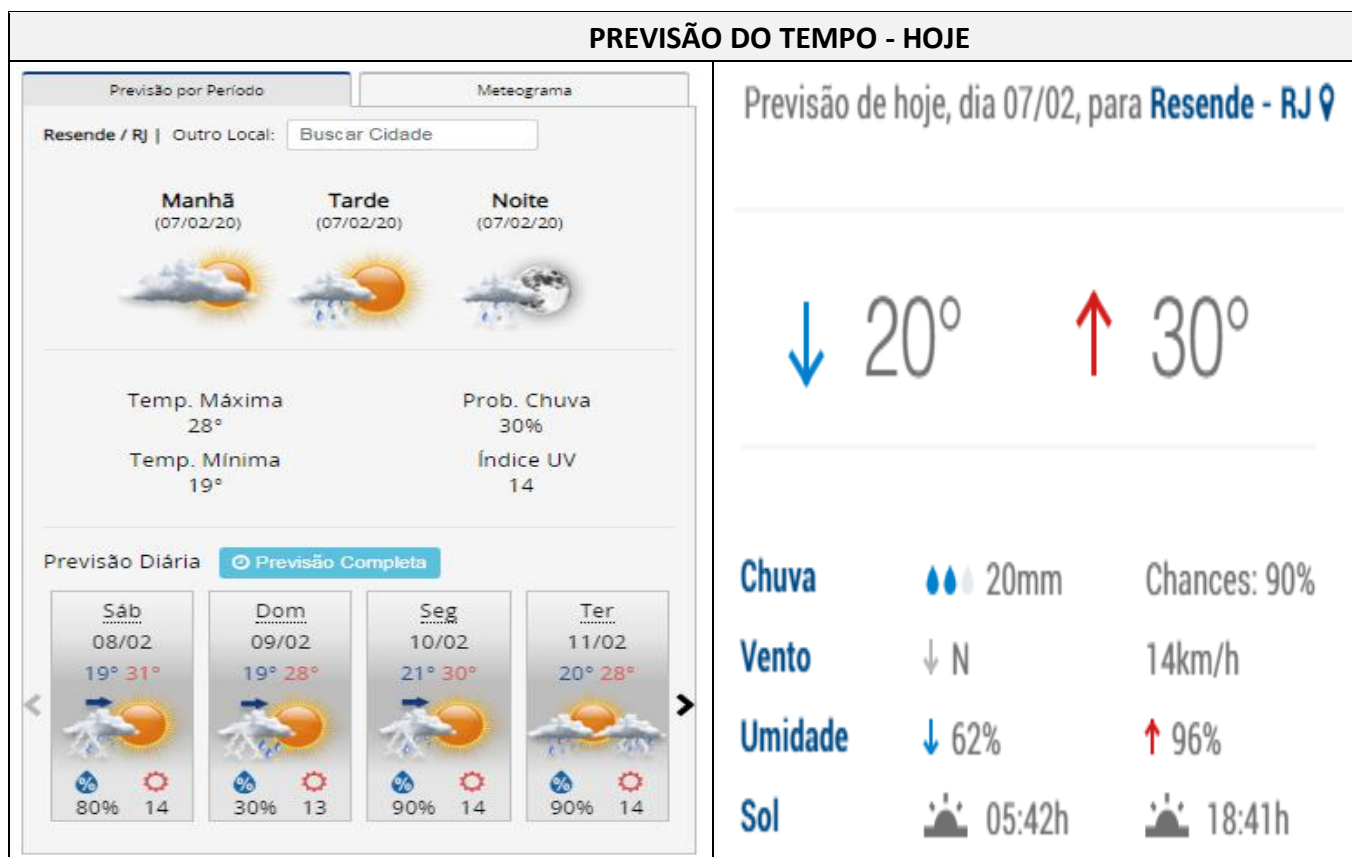 PREVISÃO DO TEMPO - HOJE
Previsão por Período
Meteograma
Resende / RJ | Outro Local: Buscar Cidade
Manhã Tarde Noite
(07/02/20) (07/02/20) (07/02/20)
Temp. Máxima Prob. Chuva
28° 30%
Temp. Mínima Índice UV
19° 14
Previsão Diária Previsão Completa
Sáb Dom Seg Ter
08/02 09/02 10/02 11/02
19° 31° 19° 28° 21° 30° 20° 28°
% % % %
80% 14 30% 13 90% 14 90% 14
Previsão de hoje, dia 07/02, para Resende - RJ
20° 30°
Chuva 20mm Chances: 90%
Vento N 14km/h
Umidade 62% 96%
Sol 05:42h 18:41h